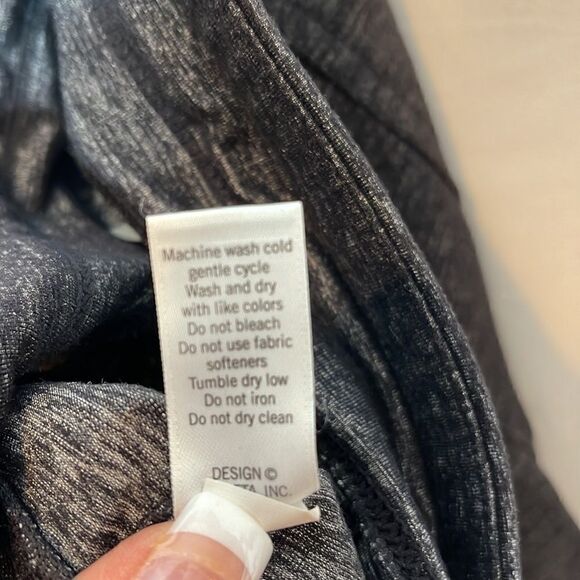 Machine wash cold
gentle cycle
Wash and dry
with like colors
Do not bleach
Do not use fabric
softeners
Tumble dry low
Do not iron
Do not dry clean
DESIGN ©
INC.